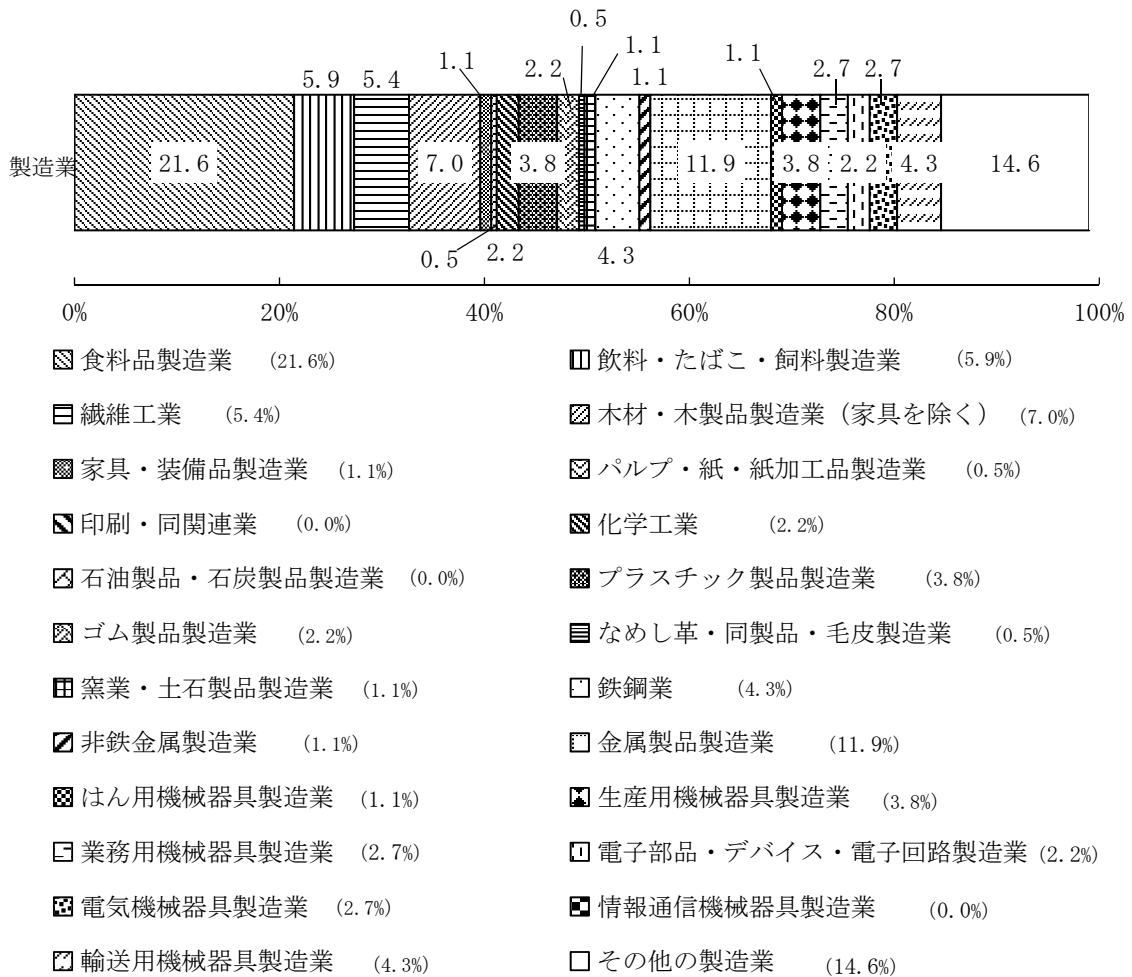 0.5
1.1 1.1 1.1
5.9 5.4 2.2 2.7 2.7
製造業 21.6 7.0 3.8 11.9 3.8 2.2 4.3 14.6
0.5 2.2 4.3
0% 20% 40% 60% 80% 100%
食料品製造業 (21.6%) 飲料・たばこ・飼料製造業 (5.9%)
繊維工業 (5.4%) 木材・木製品製造業（家具を除く） (7.0%)
家具・装備品製造業 (1.1%) パルプ・紙・紙加工品製造業 (0.5%)
印刷・同関連業 (0.0%) 化学工業 (2.2%)
石油製品・石炭製品製造業 (0.0%) プラスチック製品製造業 (3.8%)
ゴム製品製造業 (2.2%) なめし革・同製品・毛皮製造業 (0.5%)
窯業・土石製品製造業 (1.1%) 鉄鋼業 (4.3%)
非鉄金属製造業 (1.1%) 金属製品製造業 (11.9%)
はん用機械器具製造業 (1.1%) 生産用機械器具製造業 (3.8%)
業務用機械器具製造業 (2.7%) 電子部品・デバイス・電子回路製造業 (2.2%)
電気機械器具製造業 (2.7%) 情報通信機械器具製造業 (0.0%)
輸送用機械器具製造業 (4.3%) その他の製造業 (14.6%)